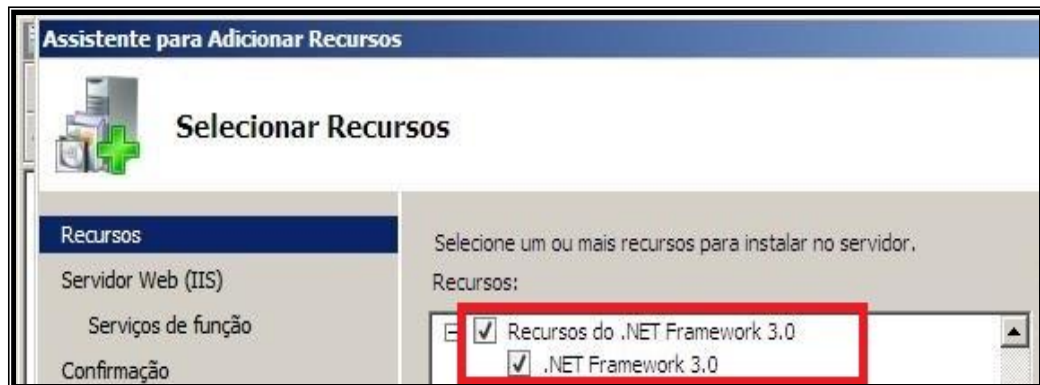 Assistente para Adicionar Recursos
Selecionar Recursos
Recursos
Servidor Web (IIS)
Serviços de função
Confirmação
Selecione um ou mais recursos para instalar no servidor.
Recursos:
Recursos do .NET Framework 3.0
.NET Framework 3.0